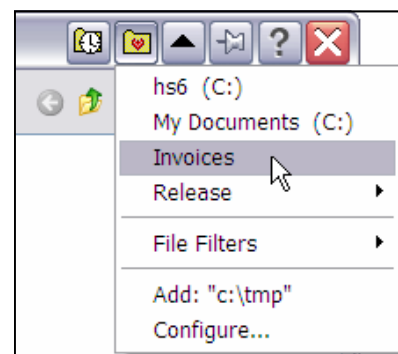 ?
hs6 (C:)
My Documents (C:)
Invoices
Release
File Filters
Add: "c:\tmp"
Configure...